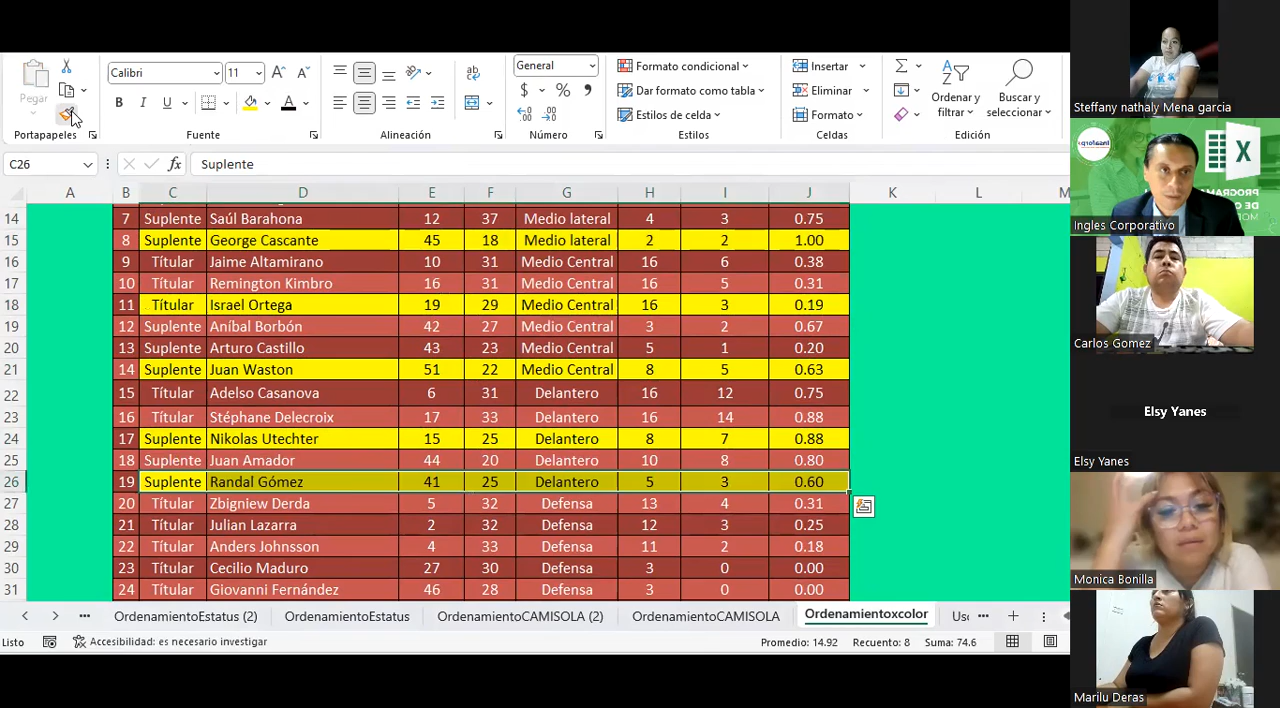 Pegar
Portapapeles
Calibri 11
N K S
Fuente
Alineación
General
$ % 
Número
Formato condicional
Dar formato como tabla
Estilos de celda
Estilos
Insertar
Eliminar
Formato
Celdas
Ordenar y filtrar
Buscar y seleccionar
Edición
C26 fx Suplente
A B C D E F G H I J K L M
14 7 Suplente Saúl Barahona 12 37 Medio lateral 4 3 0.75
15 8 Suplente George Cascante 45 18 Medio lateral 2 2 1.00
16 9 Títular Jaime Altamirano 10 31 Medio Central 16 6 0.38
17 10 Títular Remington Kimbro 16 31 Medio Central 16 5 0.31
18 11 Títular Israel Ortega 19 29 Medio Central 16 3 0.19
19 12 Suplente Aníbal Borbón 42 27 Medio Central 3 2 0.67
20 13 Suplente Arturo Castillo 43 23 Medio Central 5 1 0.20
21 14 Suplente Juan Waston 51 22 Medio Central 8 5 0.63
22 15 Títular Adelso Casanova 6 31 Delantero 16 12 0.75
23 16 Títular Stéphane Delecroix 17 33 Delantero 16 14 0.88
24 17 Suplente Nikolas Utechter 15 25 Delantero 8 7 0.88
25 18 Suplente Juan Amador 44 20 Delantero 10 8 0.80
26 19 Suplente Randal Gómez 41 25 Delantero 5 3 0.60
27 20 Títular Zbigniew Derda 5 32 Defensa 13 4 0.31
28 21 Títular Julian Lazarra 2 32 Defensa 12 3 0.25
29 22 Títular Anders Johnsson 4 33 Defensa 11 2 0.18
30 23 Títular Cecilio Maduro 27 30 Defensa 3 0 0.00
31 24 Títular Giovanni Fernández 46 28 Defensa 3 0 0.00
OrdenamientoEstatus (2) OrdenamientoEstatus OrdenamientoCAMISOLA (2) OrdenamientoCAMISOLA Ordenamientoxcolor
Listo Accesibilidad: es necesario investigar Promedio: 14.92 Recuento: 8 Suma: 74.6
Steffany nathaly Mena garcia
Ingles Corporativo
Carlos Gomez
Elsy Yanes
Elsy Yanes
Monica Bonilla
Marilu Deras